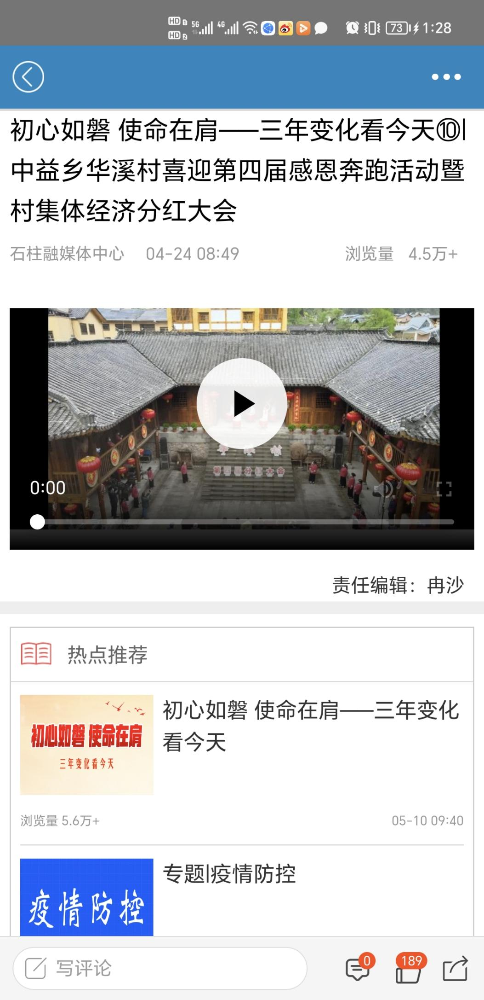 HD 1 5G 4G 73 1:28
HD 2
初心如磐 使命在肩——三年变化看今天⑩|
中益乡华溪村喜迎第四届感恩奔跑活动暨
村集体经济分红大会
石柱融媒体中心 04-24 08:49 浏览量 4.5万+
第四届分红大会
0:00
责任编辑：冉沙
热点推荐
初心如磐 使命在肩
三年变化看今天
初心如磐 使命在肩——三年变化
看今天
浏览量 5.6万+ 05-10 09:40
疫情防控
专题|疫情防控
写评论 0 189